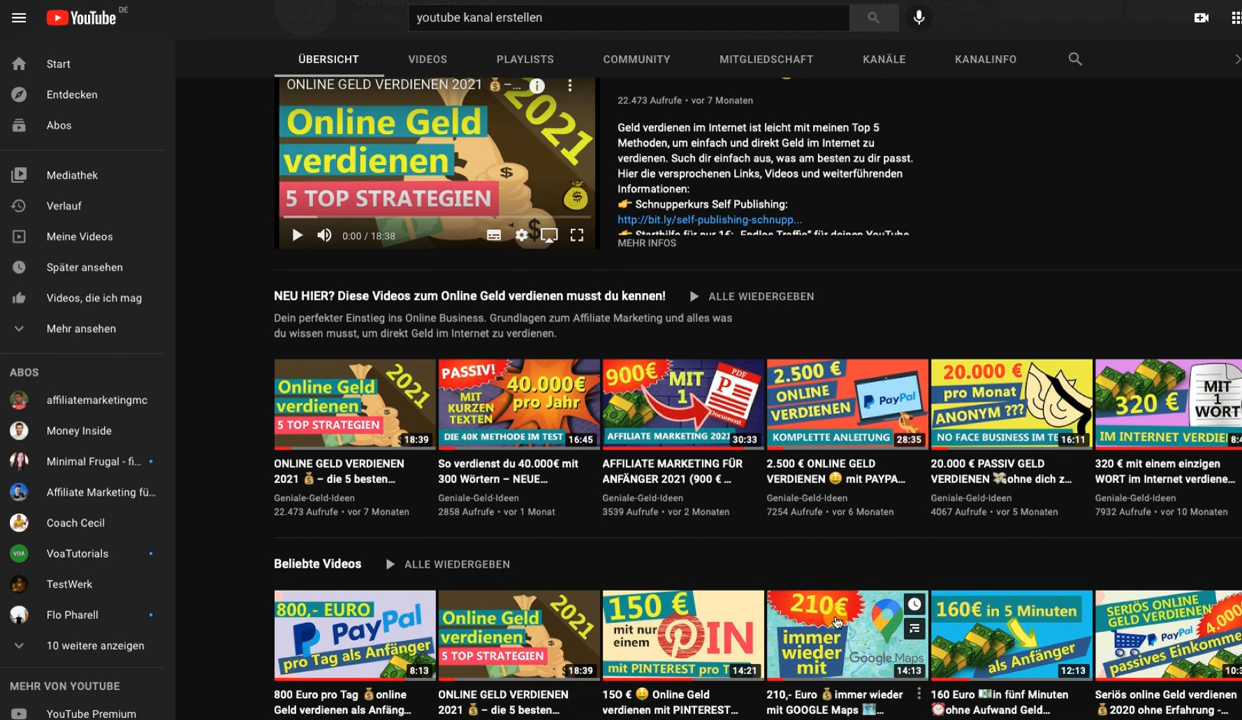 YouTube DE
youtube kanal erstellen
Start
Entdecken
Abos
Mediathek
Verlauf
Meine Videos
Später ansehen
Videos, die ich mag
Mehr ansehen
ABOS
affiliatemarketingmc
Money Inside
Minimal Frugal - fi...
Affiliate Marketing fü...
Coach Cecil
VOA
VoaTutorials
TestWerk
Flo Pharell
10 weitere anzeigen
MEHR VON YOUTUBE
YouTube Premium
ÜBERSICHT VIDEOS PLAYLISTS COMMUNITY MITGLIEDSCHAFT KANÄLE KANALINFO
ONLINE GELD VERDIENEN 2021 💰 –...
2021
Online Geld
verdienen
5 TOP STRATEGIEN
0:00 / 18:38
22.473 Aufrufe • vor 7 Monaten
Geld verdienen im Internet ist leicht mit meinen Top 5
Methoden, um einfach und direkt Geld im Internet zu
verdienen. Such dir einfach aus, was am besten zu dir passt.
Hier die versprochenen Links, Videos und weiterführenden
Informationen:
👉 Schnupperkurs Self Publishing:
http://bit.ly/self-publishing-schnupp...
👉 Starthilfe für nur 1€: „Endlos Traffic“ für deinen YouTube
MEHR INFOS
NEU HIER? Diese Videos zum Online Geld verdienen musst du kennen! ALLE WIEDERGEBEN
Dein perfekter Einstieg ins Online Business. Grundlagen zum Affiliate Marketing und alles was
du wissen musst, um direkt Geld im Internet zu verdienen.
Online Geld
verdienen
5 TOP STRATEGIEN
2021
18:39
PASSIV!
40.000€
pro Jahr
MIT
KURZEN
TEXTEN
DIE 40K METHODE IM TEST
16:45
900€
MIT
1
PDF
Document
AFFILIATE MARKETING 2021
30:33
2.500 €
ONLINE
VERDIENEN
PayPal
KOMPLETTE ANLEITUNG
28:35
20.000 €
pro Monat
ANONYM ???
NO FACE BUSINESS IM TE
16:11
320 €
MIT
1
WORT
IM INTERNET VERDIE
8:4
ONLINE GELD VERDIENEN
2021 💰 – die 5 besten...
Geniale-Geld-Ideen
22.473 Aufrufe • vor 7 Monaten
So verdienst du 40.000€ mit
300 Wörtern – NEUE...
Geniale-Geld-Ideen
2858 Aufrufe • vor 1 Monat
AFFILIATE MARKETING FÜR
ANFÄNGER 2021 (900 € ...
Geniale-Geld-Ideen
3539 Aufrufe • vor 2 Monaten
2.500 € ONLINE GELD
VERDIENEN 🤑 mit PAYPA...
Geniale-Geld-Ideen
7254 Aufrufe • vor 6 Monaten
20.000 € PASSIV GELD
VERDIENEN 💸ohne dich z...
Geniale-Geld-Ideen
4067 Aufrufe • vor 5 Monaten
320 € mit einem einzigen
WORT im Internet verdiene...
Geniale-Geld-Ideen
7932 Aufrufe • vor 10 Monaten
Beliebte Videos ALLE WIEDERGEBEN
800,- EURO
PayPal
pro Tag als Anfänger
8:13
Online Geld
verdienen
5 TOP STRATEGIEN
2021
18:39
150 €
mit nur
einem
PIN
mit PINTEREST pro T
14:21
210€
immer
wieder
mit
Google Maps
14:13
160€ in 5 Minuten
als Anfänger
12:13
SERIÖS ONLINE
GELD VERDIENEN
PayPal
4.000
passives Einkomme
10:3
800 Euro pro Tag 💰online
Geld verdienen als Anfäng...
ONLINE GELD VERDIENEN
2021 💰 – die 5 besten...
150 € 🤑 Online Geld
verdienen mit PINTEREST...
210,- Euro 💰immer wieder
mit GOOGLE Maps 🗺️...
160 Euro 💵in fünf Minuten
⏰ohne Aufwand Geld...
Seriös online Geld verdienen
💰2020 ohne Erfahrung -...